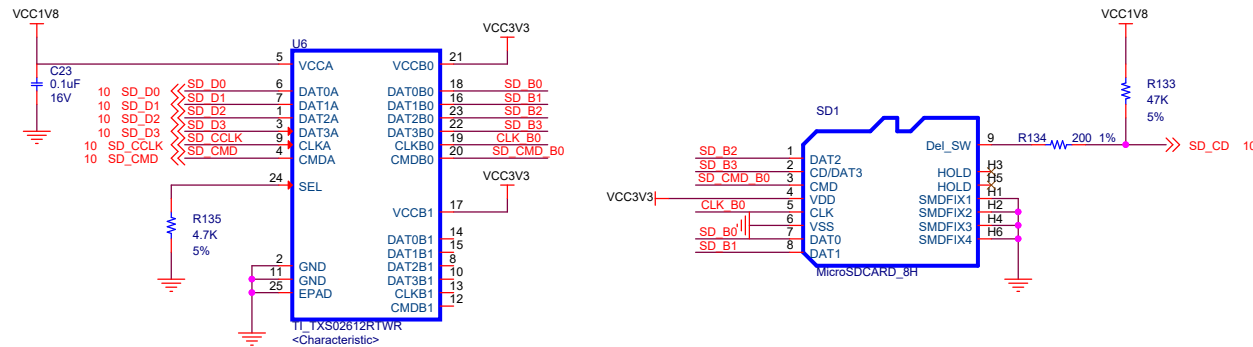 VCC1V8
C23
0.1uF
16V
10 SD_D0
10 SD_D1
10 SD_D2
10 SD_D3
10 SD_CCLK
10 SD_CMD
SD_D0
SD_D1
SD_D2
SD_D3
SD_CCLK
SD_CMD
R135
4.7K
5%
U6
5 VCCA
6 DAT0A
7 DAT1A
1 DAT2A
3 DAT3A
9 CLKA
4 CMDA
24 SEL
2 GND
11 GND
25 EPAD
VCCB0 21
DAT0B0 18 SD_B0
DAT1B0 16 SD_B1
DAT2B0 23 SD_B2
DAT3B0 22 SD_B3
CLKB0 19 CLK_B0
CMDB0 20 SD_CMD_B0
VCCB1 17
DAT0B1 14
DAT1B1 15
DAT2B1 8
DAT3B1 10
CLKB1 13
CMDB1 12
TI_TXS02612RTWR
<Characteristic>
VCC3V3
VCC3V3
SD1
SD_B2 1 DAT2
SD_B3 2 CD/DAT3
SD_CMD_B0 3 CMD
VCC3V3 4 VDD
CLK_B0 5 CLK
6 VSS
SD_B0 7 DAT0
SD_B1 8 DAT1
Del_SW 9
HOLD H3
HOLD H5
SMDFIX1 H1
SMDFIX2 H2
SMDFIX3 H4
SMDFIX4 H6
MicroSDCARD_8H
R134 200 1%
VCC1V8
R133
47K
5%
SD_CD 10